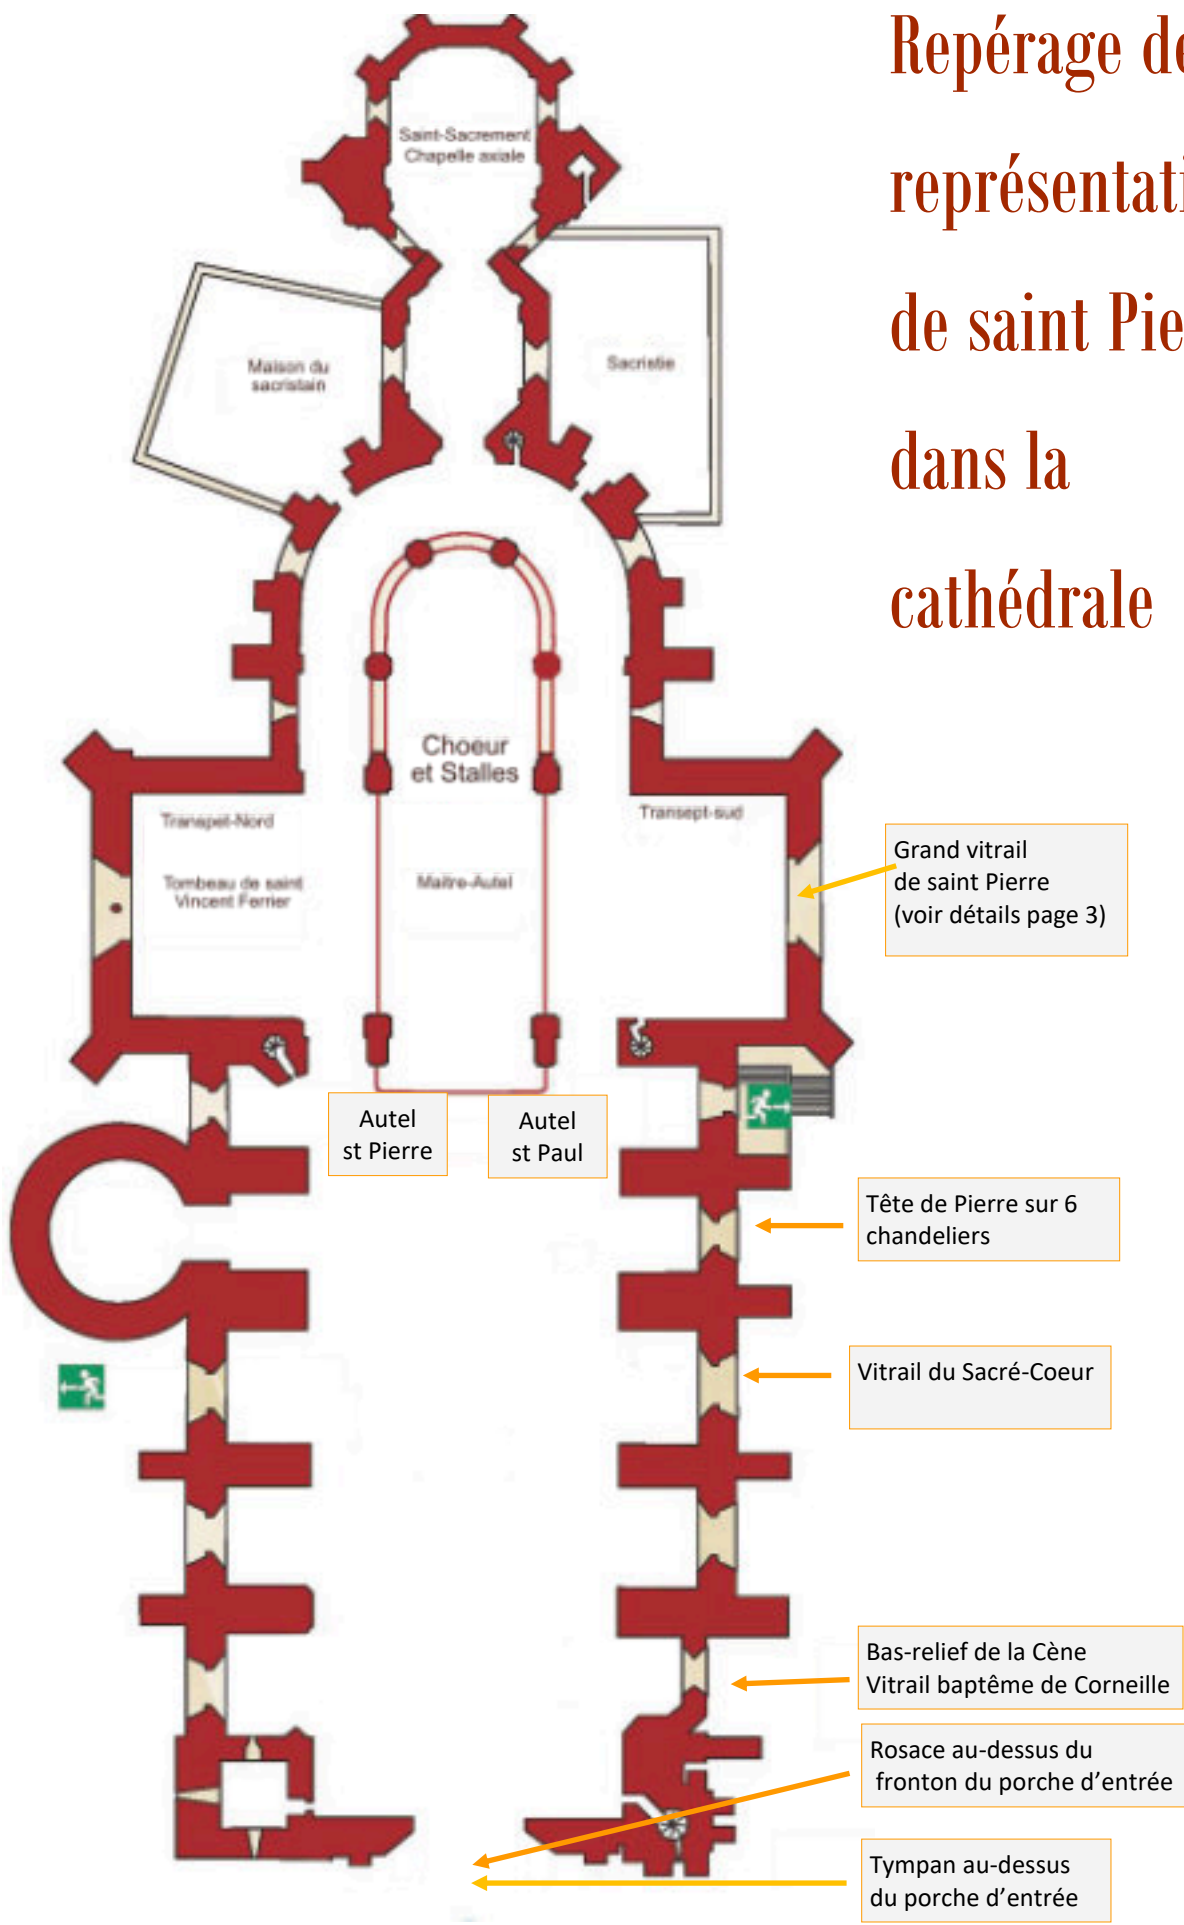 Repérage de
représentati
de saint Pie
dans la
cathédrale
Saint-Sacrement
Chapelle axiale
Maison du
sacristain
Sacristie
Choeur
et Stalles
Transpet-Nord
Transept-sud
Tombeau de saint
Vincent Ferrier
Maitre-Autel
Grand vitrail
de saint Pierre
(voir détails page 3)
Autel
st Pierre
Autel
st Paul
Tête de Pierre sur 6
chandeliers
Vitrail du Sacré-Coeur
Bas-relief de la Cène
Vitrail baptême de Corneille
Rosace au-dessus du
fronton du porche d’entrée
Tympan au-dessus
du porche d’entrée